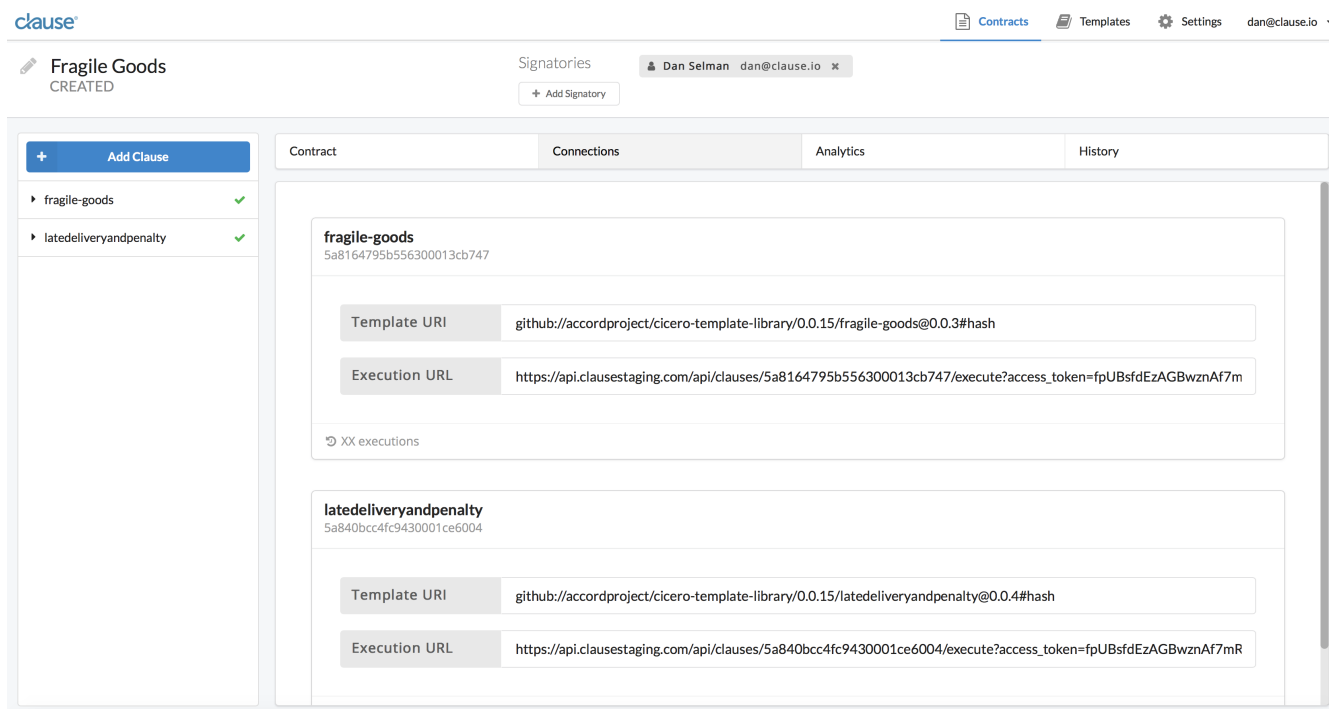 clause
Contracts
Templates
Settings
dan@clause.io
Fragile Goods
CREATED
Signatories
Dan Selman dan@clause.io
Add Signatory
Add Clause
fragile-goods
latedeliveryandpenalty
Contract
Connections
Analytics
History
fragile-goods
5a8164795b556300013cb747
Template URI
github://accordproject/cicero-template-library/0.0.15/fragile-goods@0.0.3#hash
Execution URL
https://api.clausestaging.com/api/clauses/5a8164795b556300013cb747/execute?access_token=fpUBsfdEzAGBwznAf7m
XX executions
latedeliveryandpenalty
5a840bcc4fc9430001ce6004
Template URI
github://accordproject/cicero-template-library/0.0.15/latedeliveryandpenalty@0.0.4#hash
Execution URL
https://api.clausestaging.com/api/clauses/5a840bcc4fc9430001ce6004/execute?access_token=fpUBsfdEzAGBwznAf7mR